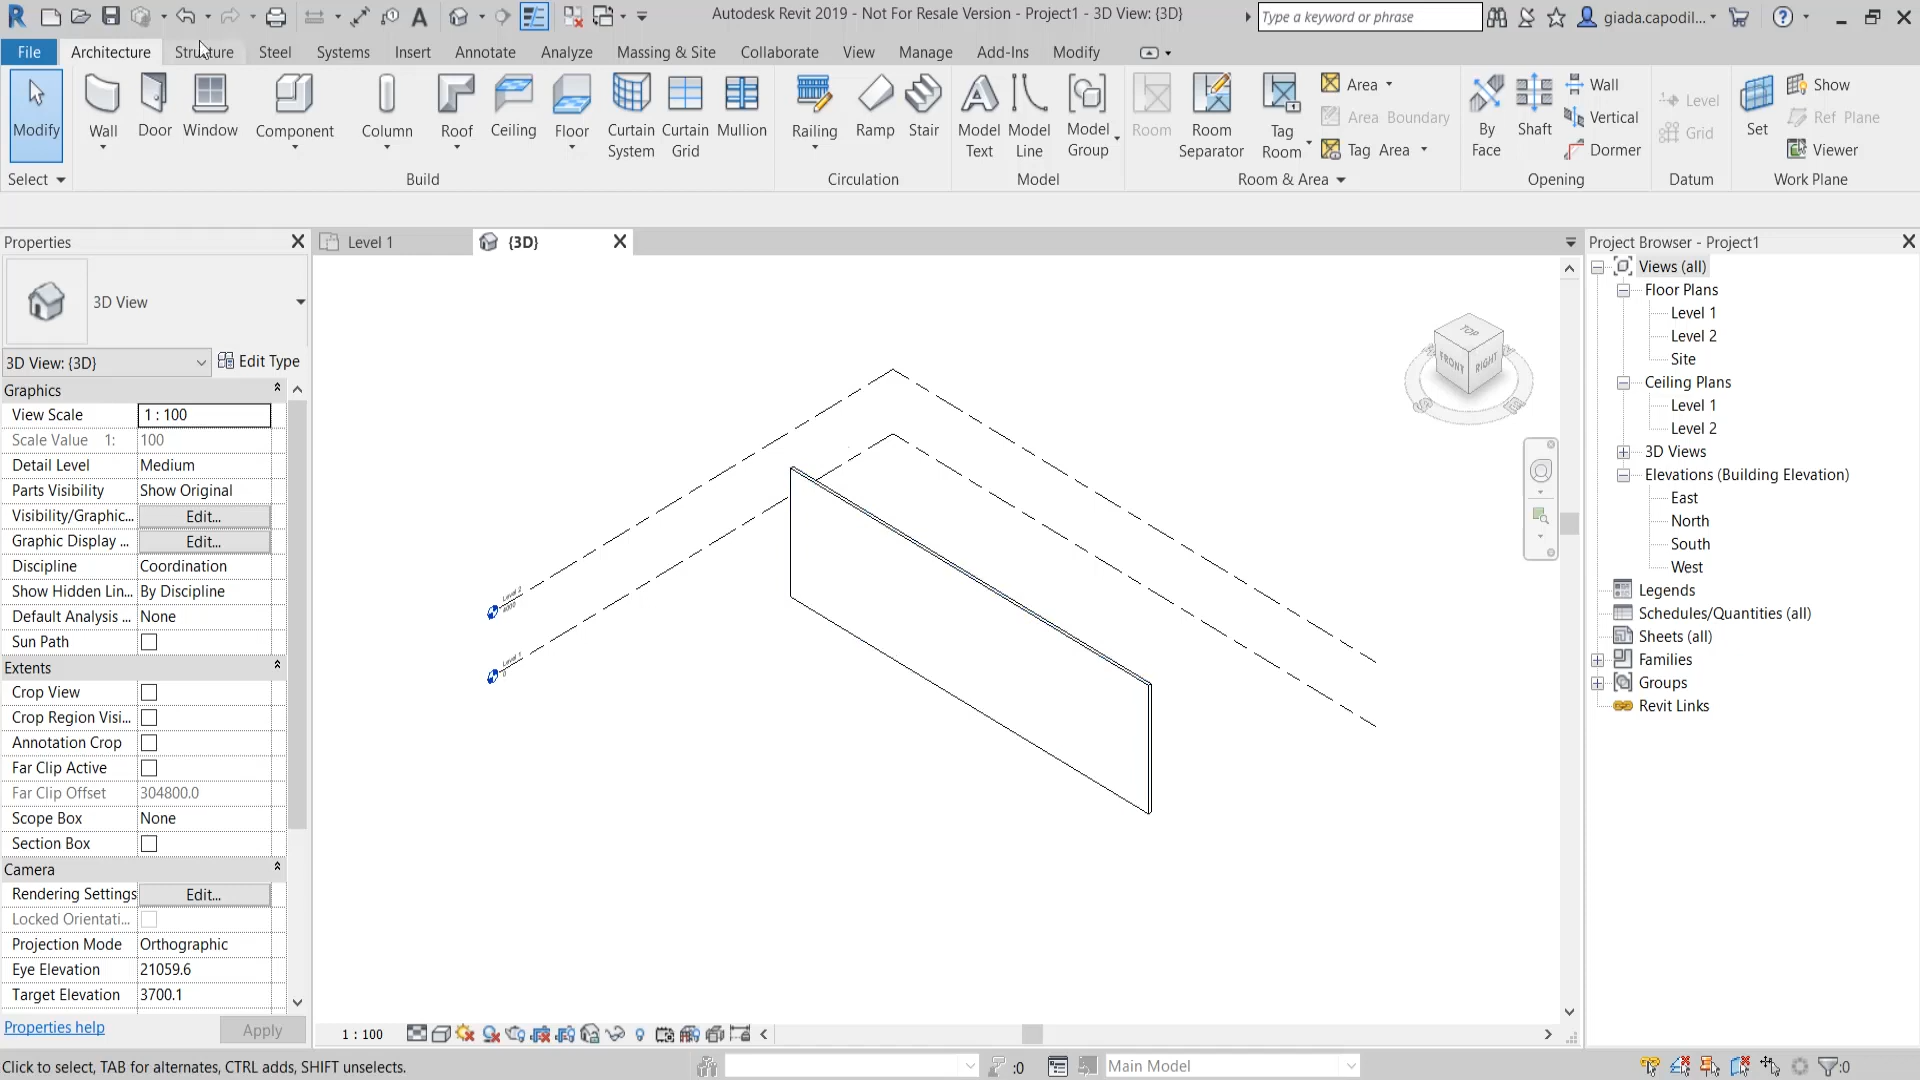 Autodesk Revit 2019 - Not For Resale Version - Project1 - 3D View: {3D}
Type a keyword or phrase
giada.capodil...
File
Architecture
Structure
Steel
Systems
Insert
Annotate
Analyze
Massing & Site
Collaborate
View
Manage
Add-Ins
Modify
Modify
Wall
Door
Window
Component
Column
Roof
Ceiling
Floor
Curtain
System
Curtain
Grid
Mullion
Railing
Ramp
Stair
Model
Text
Model
Line
Model
Group
Room
Room
Separator
Tag
Room
Area
Area Boundary
Tag Area
By
Face
Shaft
Wall
Vertical
Dormer
Level
Grid
Set
Show
Ref Plane
Viewer
Select
Build
Circulation
Model
Room & Area
Opening
Datum
Work Plane
Properties
3D View
3D View: {3D}
Edit Type
Graphics
View Scale 1 : 100
Scale Value 1: 100
Detail Level Medium
Parts Visibility Show Original
Visibility/Graphic... Edit...
Graphic Display ... Edit...
Discipline Coordination
Show Hidden Lin... By Discipline
Default Analysis ... None
Sun Path
Extents
Crop View
Crop Region Visi...
Annotation Crop
Far Clip Active
Far Clip Offset 304800.0
Scope Box None
Section Box
Camera
Rendering Settings Edit...
Locked Orientati...
Projection Mode Orthographic
Eye Elevation 21059.6
Target Elevation 3700.1
Properties help
Apply
Level 1
{3D}
TOP
FRONT
RIGHT
Level 2
4000
Level 1
0
1 : 100
Project Browser - Project1
Views (all)
Floor Plans
Level 1
Level 2
Site
Ceiling Plans
Level 1
Level 2
3D Views
Elevations (Building Elevation)
East
North
South
West
Legends
Schedules/Quantities (all)
Sheets (all)
Families
Groups
Revit Links
Click to select, TAB for alternates, CTRL adds, SHIFT unselects.
:0
Main Model
:0